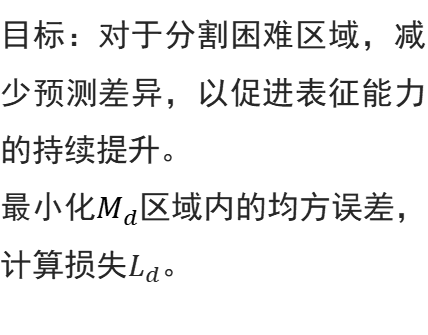 目标：对于分割困难区域，减
少预测差异，以促进表征能力
的持续提升。
最小化M_d区域内的均方误差，
计算损失L_d。